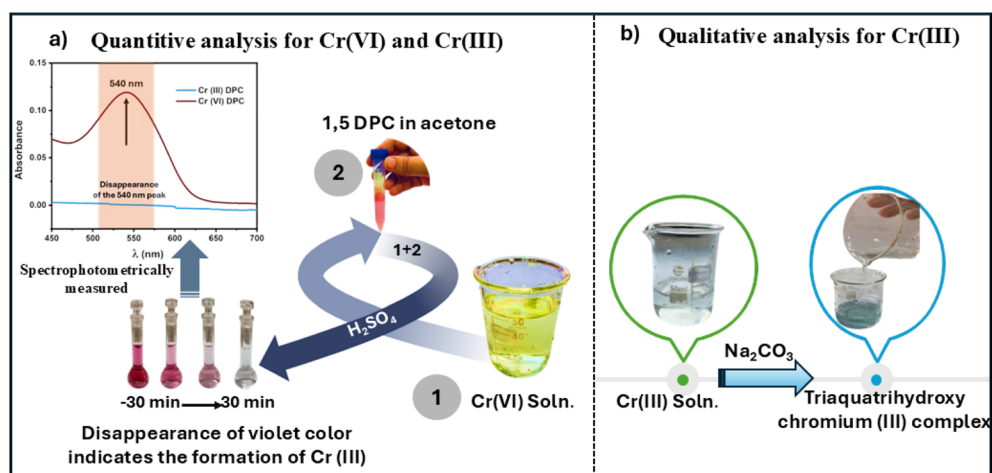 a) Quantitive analysis for Cr(VI) and Cr(III)
0.15
0.10
0.05
0.00
Absorbance
540 nm
Cr (III) DPC
Cr (VI) DPC
Disappearance
of the 540 nm peak
450 500 550 600 650 700
λ (nm)
Spectrophotometrically
measured
1,5 DPC in acetone
2
1+2
H₂SO₄
50
40
1
Cr(VI) Soln.
-30 min 30 min
Disappearance of violet color
indicates the formation of Cr (III)
b) Qualitative analysis for Cr(III)
Na₂CO₃
Cr(III) Soln.
Triaquatrihydroxy
chromium (III) complex